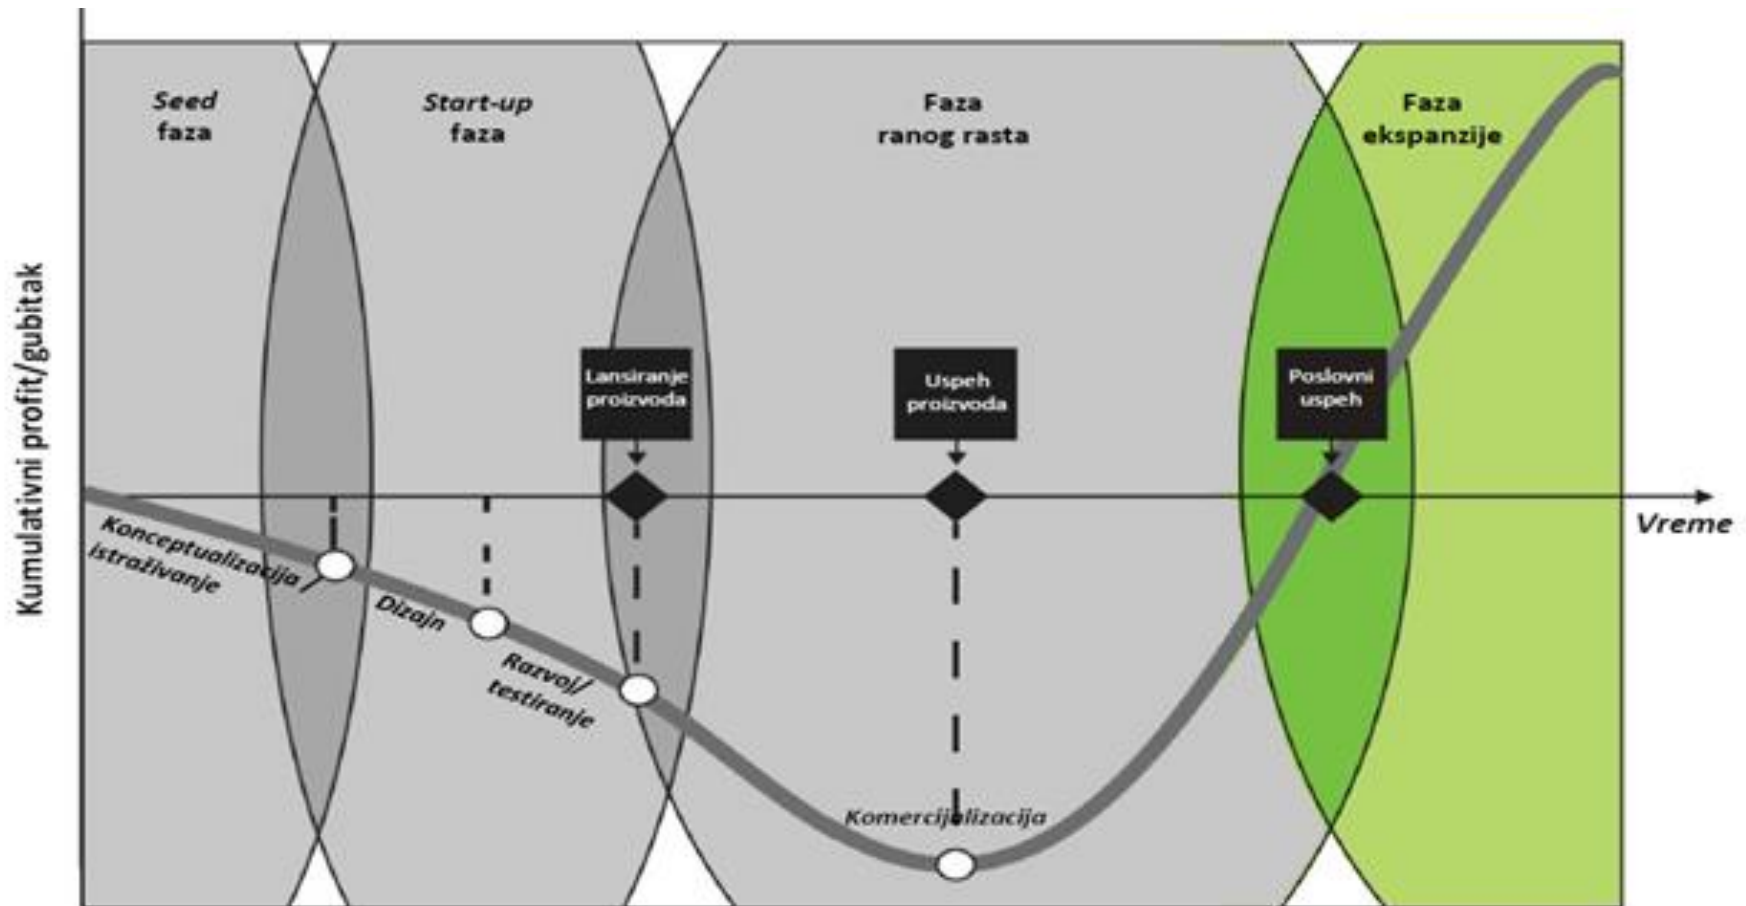 Seed
faza
Start-up
faza
Faza
ranog rasta
Faza
ekspanzije
Kumulativni profit/gubitak
Lansiranje
proizvoda
Uspeh
proizvoda
Poslovni
uspeh
Vreme
Konceptualizacija /
istraživanje
Dizajn
Razvoj/
testiranje
Komercijalizacija